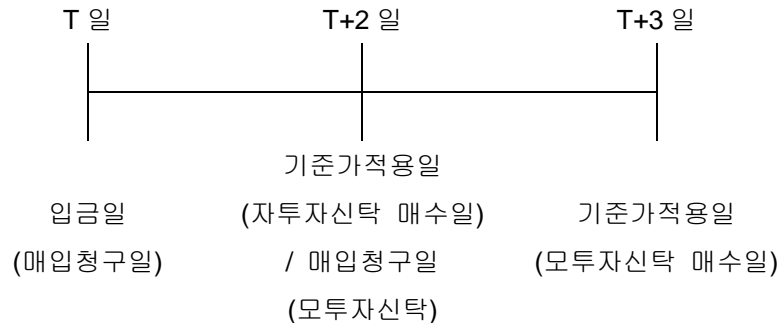 T 일 T+2 일 T+3 일
기준가적용일
입금일 (자투자신탁 매수일) 기준가적용일
(매입청구일) / 매입청구일 (모투자신탁 매수일)
(모투자신탁)